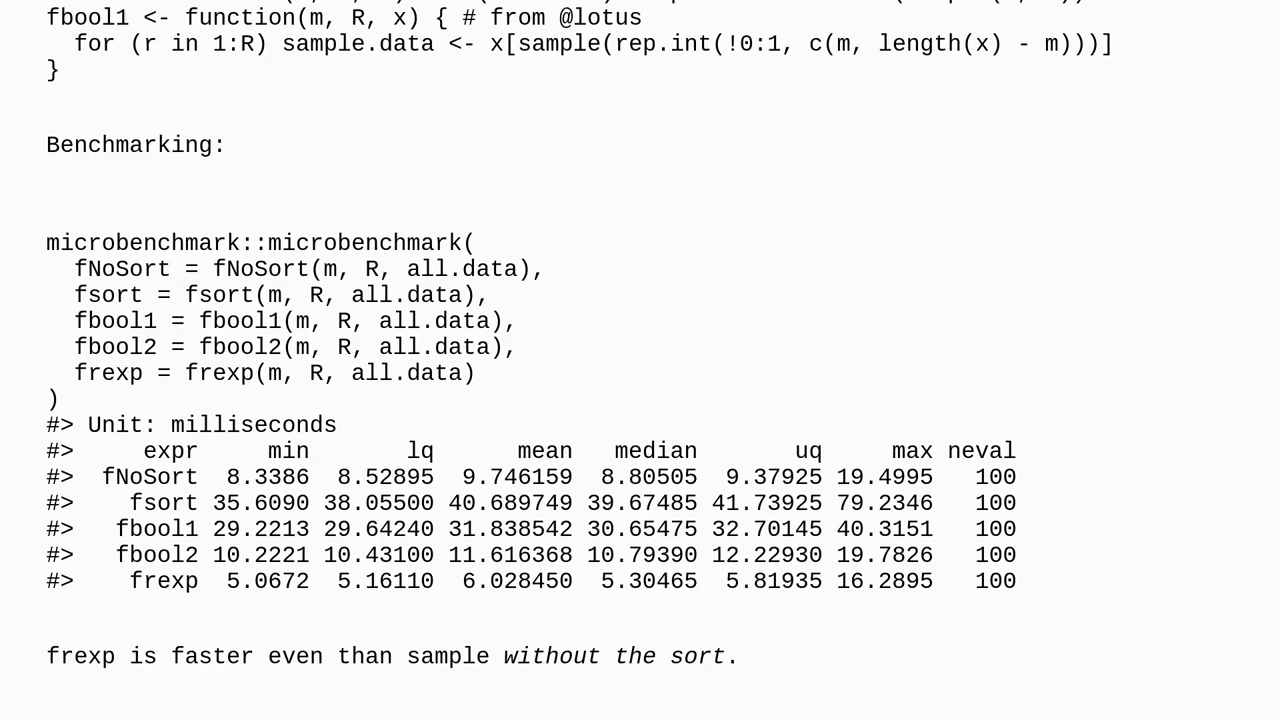 fbool1 <- function(m, R, x) { # from @lotus
  for (r in 1:R) sample.data <- x[sample(rep.int(!0:1, c(m, length(x) - m)))]
}
Benchmarking:
microbenchmark::microbenchmark(
  fNoSort = fNoSort(m, R, all.data),
  fsort = fsort(m, R, all.data),
  fbool1 = fbool1(m, R, all.data),
  fbool2 = fbool2(m, R, all.data),
  frexp = frexp(m, R, all.data)
)
#> Unit: milliseconds
#>     expr     min       lq      mean   median       uq     max neval
#>  fNoSort  8.3386  8.52895  9.746159  8.80505  9.37925 19.4995   100
#>    fsort 35.6090 38.05500 40.689749 39.67485 41.73925 79.2346   100
#>   fbool1 29.2213 29.64240 31.838542 30.65475 32.70145 40.3151   100
#>   fbool2 10.2221 10.43100 11.616368 10.79390 12.22930 19.7826   100
#>    frexp  5.0672  5.16110  6.028450  5.30465  5.81935 16.2895   100
frexp is faster even than sample without the sort.